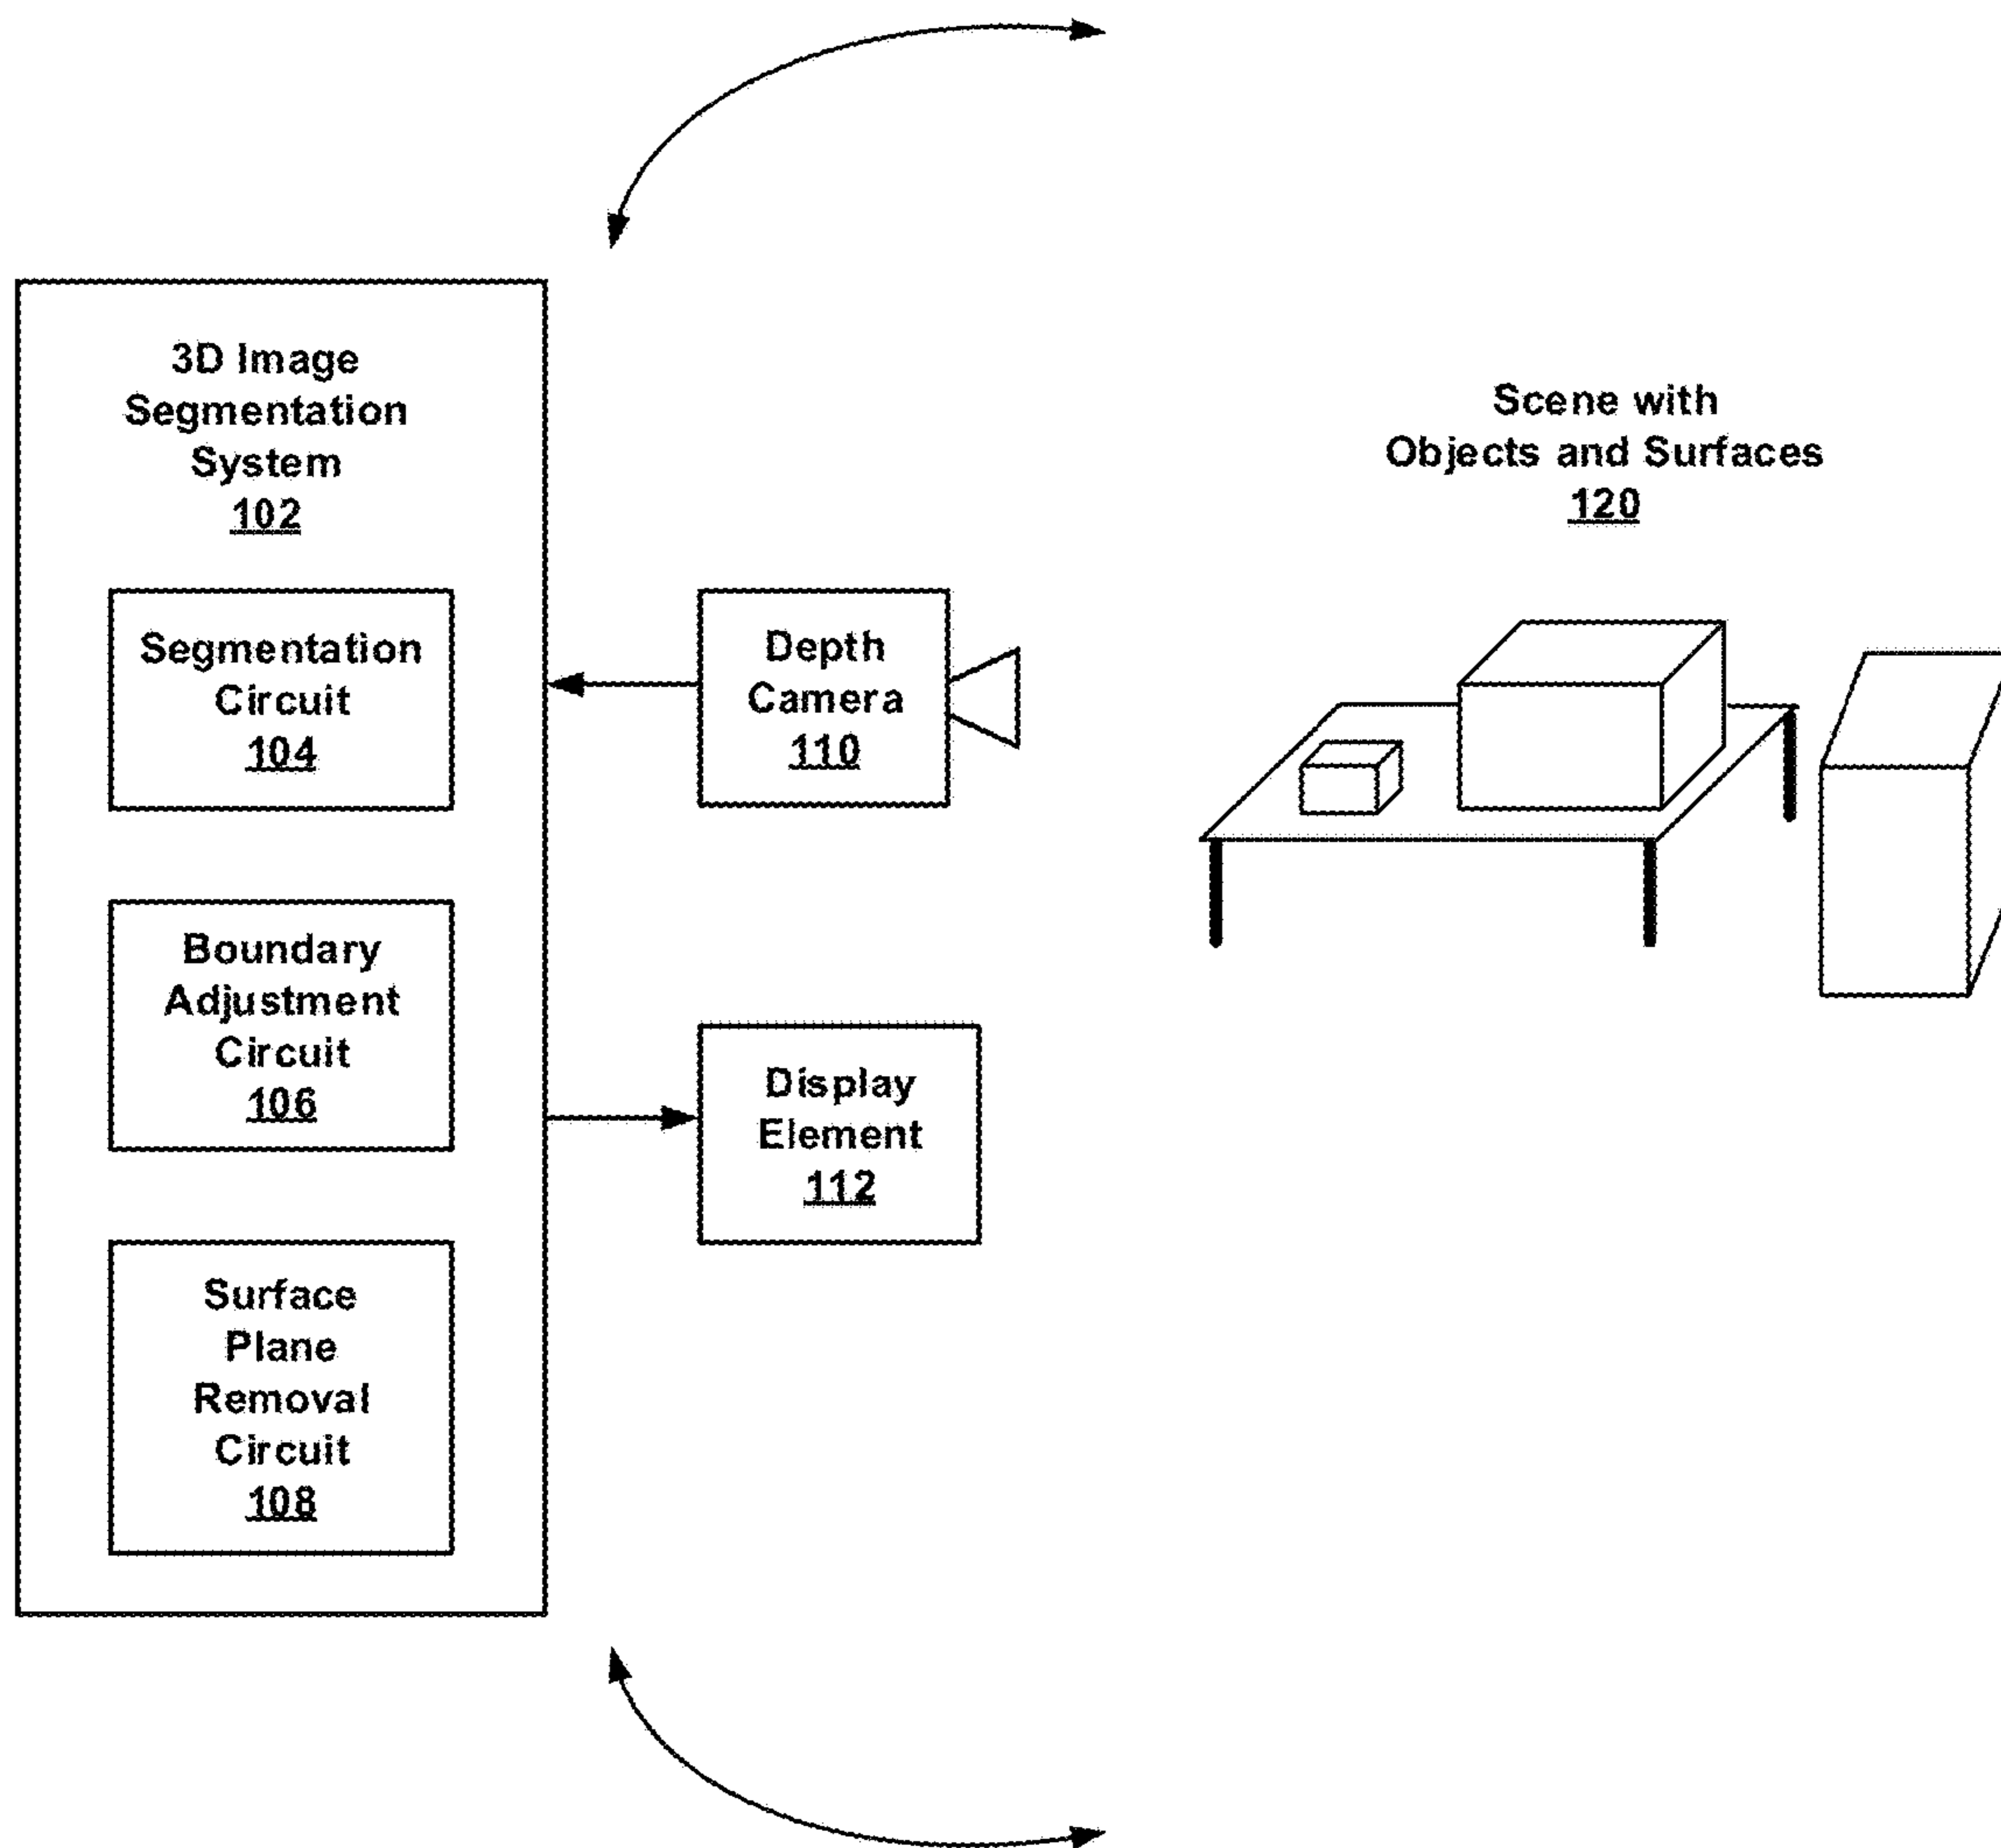 3D Image
Segmentation
System
102
Segmentation
Circuit
104
Boundary
Adjustment
Circuit
106
Surface
Plane
Removal
Circuit
108
Depth
Camera
110
Display
Element
112
Scene with
Objects and Surfaces
120